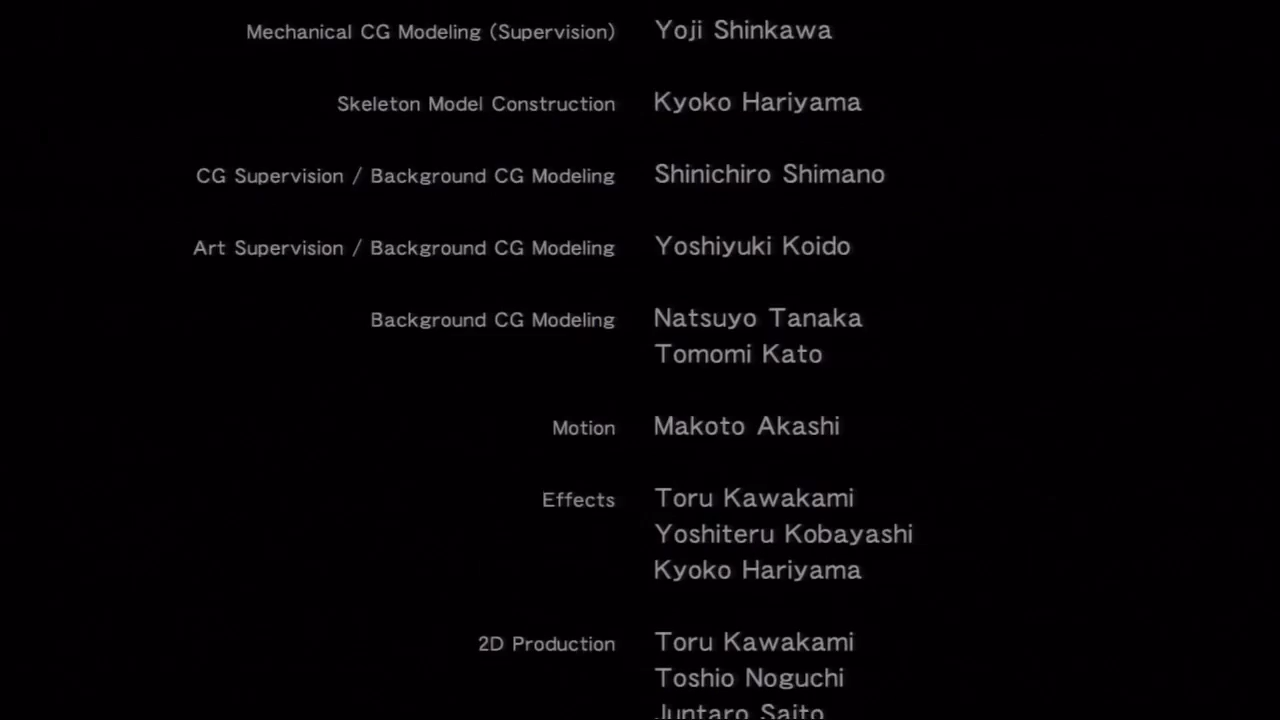 Mechanical CG Modeling (Supervision) Yoji Shinkawa
Skeleton Model Construction Kyoko Hariyama
CG Supervision / Background CG Modeling Shinichiro Shimano
Art Supervision / Background CG Modeling Yoshiyuki Koido
Background CG Modeling Natsuyo Tanaka
Tomomi Kato
Motion Makoto Akashi
Effects Toru Kawakami
Yoshiteru Kobayashi
Kyoko Hariyama
2D Production Toru Kawakami
Toshio Noguchi
Juntaro Saito